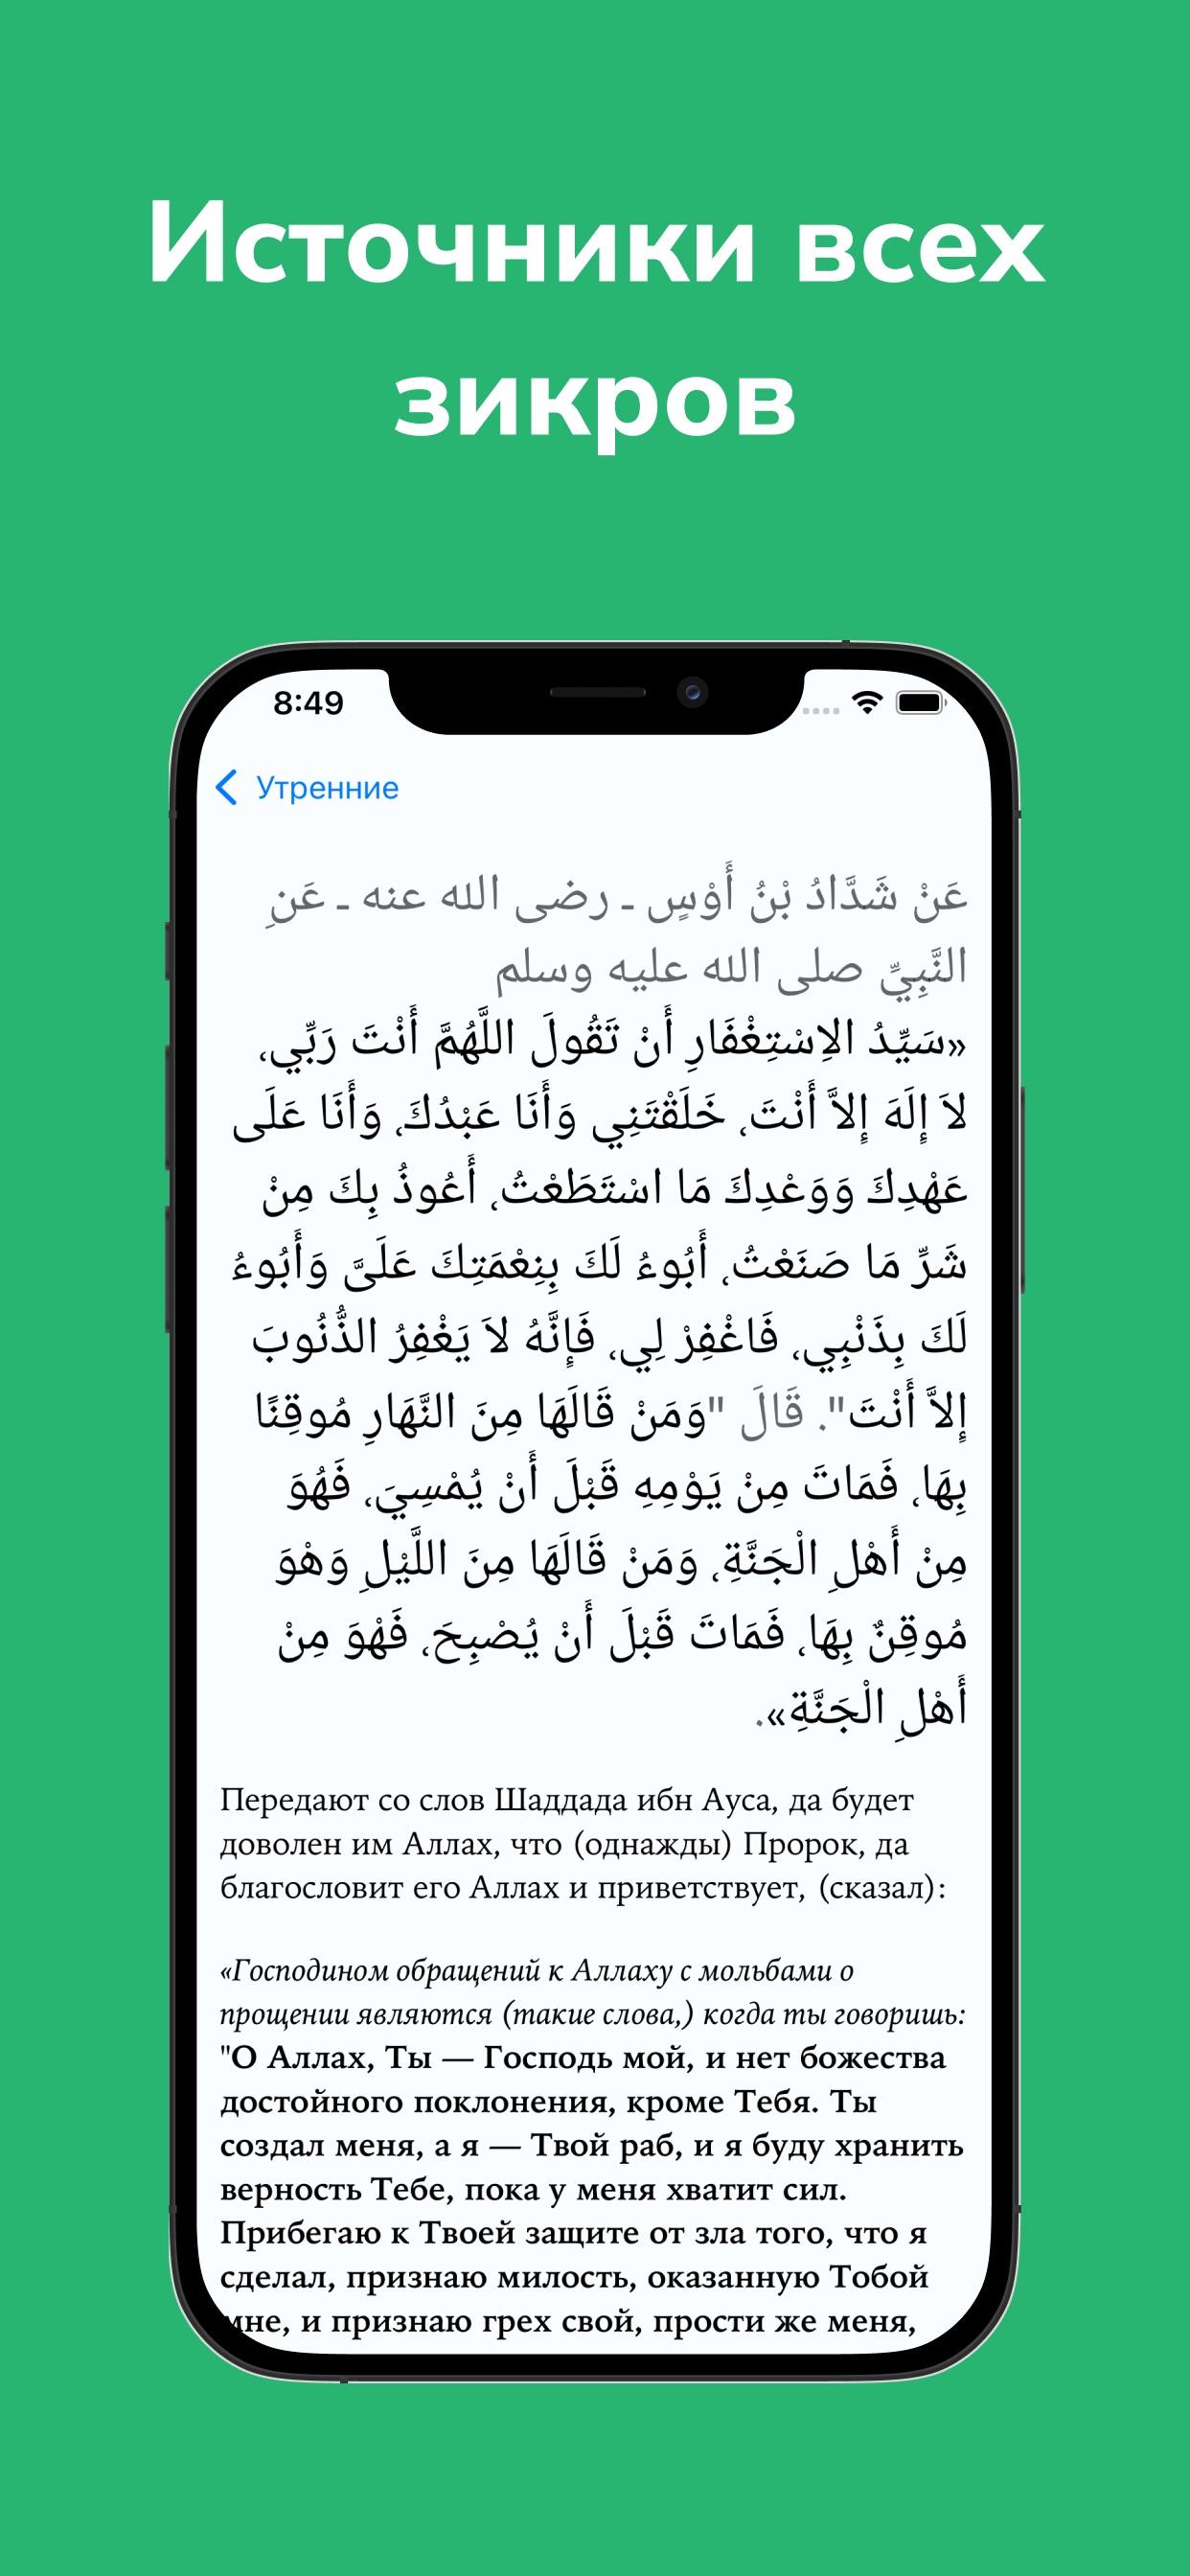 Источники всех
зикров
8:49
Утренние
عَنْ شَدَّادُ بْنُ أَوْسٍ ـ رضى الله عنه ـ عَنِ
النَّبِيِّ صلى الله عليه وسلم
«سَيِّدُ الاِسْتِغْفَارِ أَنْ تَقُولَ اللَّهُمَّ أَنْتَ رَبِّي،
لاَ إِلَهَ إِلاَّ أَنْتَ، خَلَقْتَنِي وَأَنَا عَبْدُكَ، وَأَنَا عَلَى
عَهْدِكَ وَوَعْدِكَ مَا اسْتَطَعْتُ، أَعُوذُ بِكَ مِنْ
شَرِّ مَا صَنَعْتُ، أَبُوءُ لَكَ بِنِعْمَتِكَ عَلَىَّ وَأَبُوءُ
لَكَ بِذَنْبِي، فَاغْفِرْ لِي، فَإِنَّهُ لاَ يَغْفِرُ الذُّنُوبَ
إِلاَّ أَنْتَ". قَالَ "وَمَنْ قَالَهَا مِنَ النَّهَارِ مُوقِنًا
بِهَا، فَمَاتَ مِنْ يَوْمِهِ قَبْلَ أَنْ يُمْسِيَ، فَهُوَ
مِنْ أَهْلِ الْجَنَّةِ، وَمَنْ قَالَهَا مِنَ اللَّيْلِ وَهْوَ
مُوقِنٌ بِهَا، فَمَاتَ قَبْلَ أَنْ يُصْبِحَ، فَهْوَ مِنْ
أَهْلِ الْجَنَّةِ».
Передают со слов Шаддада ибн Ауса, да будет
доволен им Аллах, что (однажды) Пророк, да
благословит его Аллах и приветствует, (сказал):
«Господином обращений к Аллаху с мольбами о
прощении являются (такие слова,) когда ты говоришь:
"О Аллах, Ты — Господь мой, и нет божества
достойного поклонения, кроме Тебя. Ты
создал меня, а я — Твой раб, и я буду хранить
верность Тебе, пока у меня хватит сил.
Прибегаю к Твоей защите от зла того, что я
сделал, признаю милость, оказанную Тобой
мне, и признаю грех свой, прости же меня,